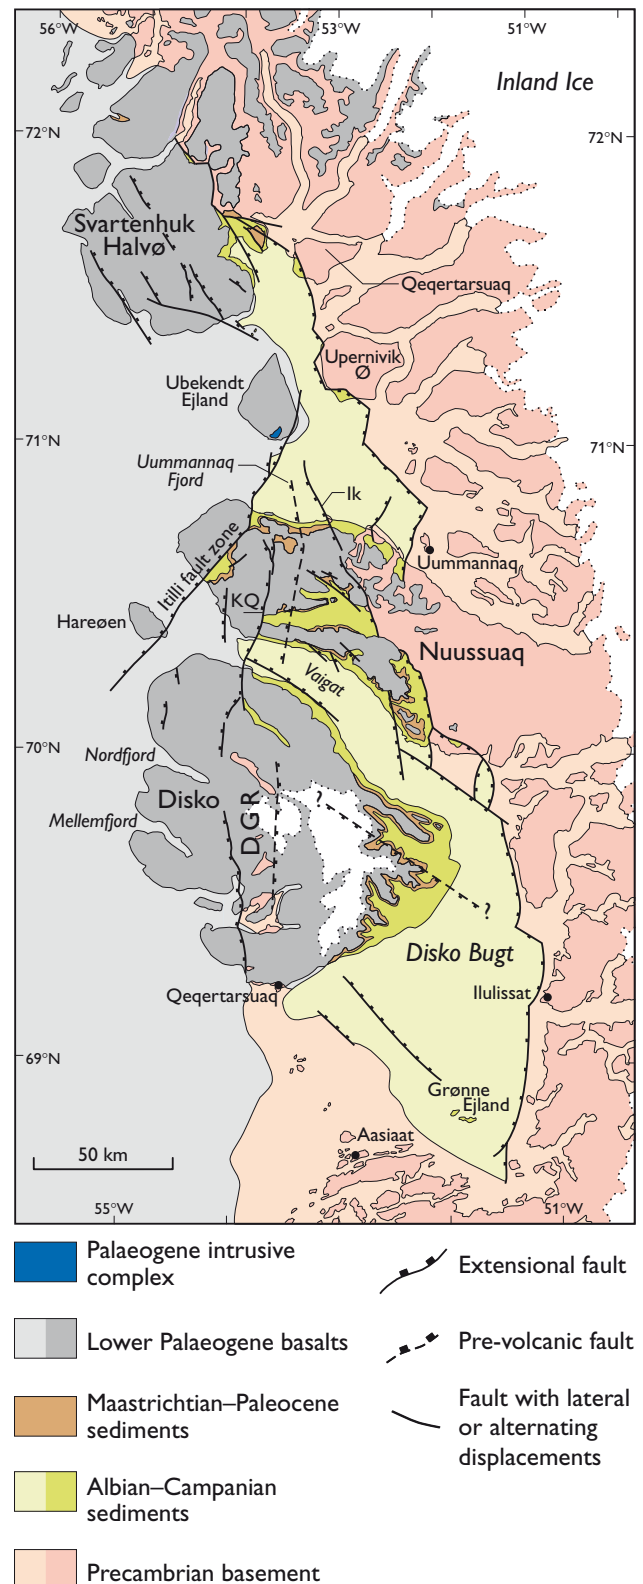 56°W
53°W
51°W
Inland Ice
72°N
72°N
Svartenhuk
Halvø
Qeqertarsuaq
Upernivik
Ø
Ubekendt
Ejland
71°N
71°N
Uummannaq
Fjord
Ik
Itilli fault zone
Uummannaq
KQ
Hareøen
Nuussuaq
Vaigat
70°N
70°N
Nordfjord
Disko
DGR
?
Mellemfjord
?
Disko Bugt
Qeqertarsuaq
Ilulissat
69°N
Grønne
Ejland
Aasiaat
50 km
55°W
51°W
Palaeogene intrusive
complex
Extensional fault
Lower Palaeogene basalts
Pre-volcanic fault
Maastrichtian–Paleocene
sediments
Fault with lateral
or alternating
displacements
Albian–Campanian
sediments
Precambrian basement